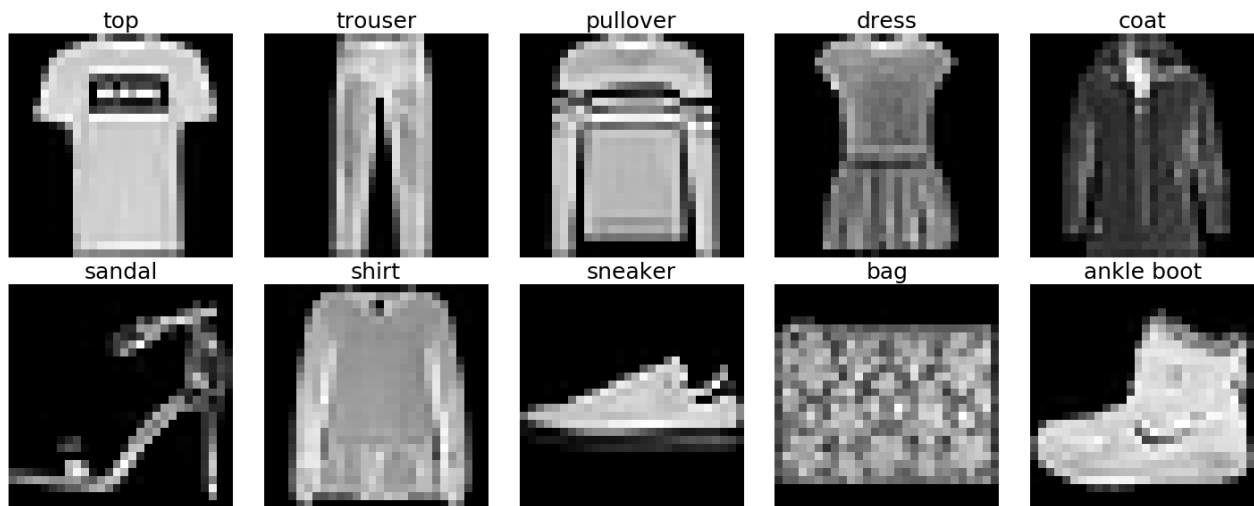 top trouser pullover dress coat
sandal shirt sneaker bag ankle boot